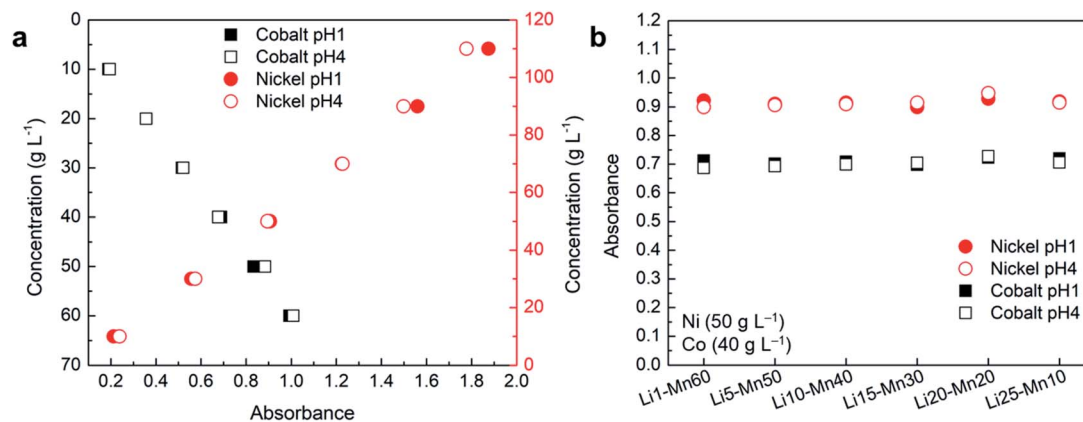 a
Concentration (g L⁻¹)
0
10
20
30
40
50
60
70
Cobalt pH1
Cobalt pH4
Nickel pH1
Nickel pH4
120
100
80
60
40
20
0
Concentration (g L⁻¹)
0.2 0.4 0.6 0.8 1.0 1.2 1.4 1.6 1.8 2.0
Absorbance
b
Absorbance
1.2
1.1
1.0
0.9
0.8
0.7
0.6
0.5
0.4
0.3
0.2
0.1
0.0
Nickel pH1
Nickel pH4
Cobalt pH1
Cobalt pH4
Ni (50 g L⁻¹)
Co (40 g L⁻¹)
Li1-Mn60
Li5-Mn50
Li10-Mn40
Li15-Mn30
Li20-Mn20
Li25-Mn10